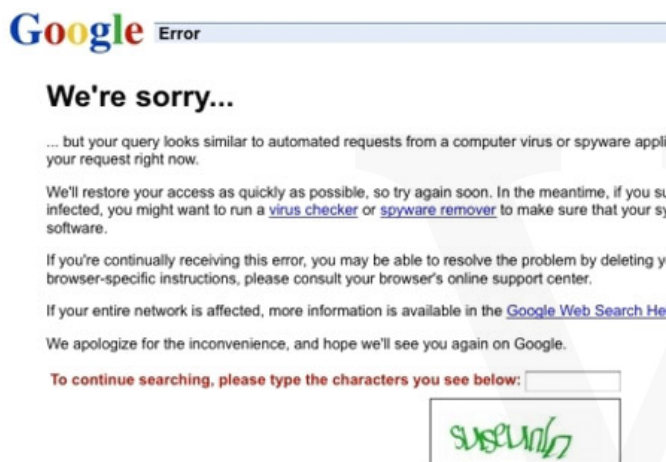 Google Error
We're sorry...
... but your query looks similar to automated requests from a computer virus or spyware appli
your request right now.
We'll restore your access as quickly as possible, so try again soon. In the meantime, if you su
infected, you might want to run a virus checker or spyware remover to make sure that your sy
software.
If you're continually receiving this error, you may be able to resolve the problem by deleting y
browser-specific instructions, please consult your browser's online support center.
If your entire network is affected, more information is available in the Google Web Search He
We apologize for the inconvenience, and hope we'll see you again on Google.
To continue searching, please type the characters you see below: